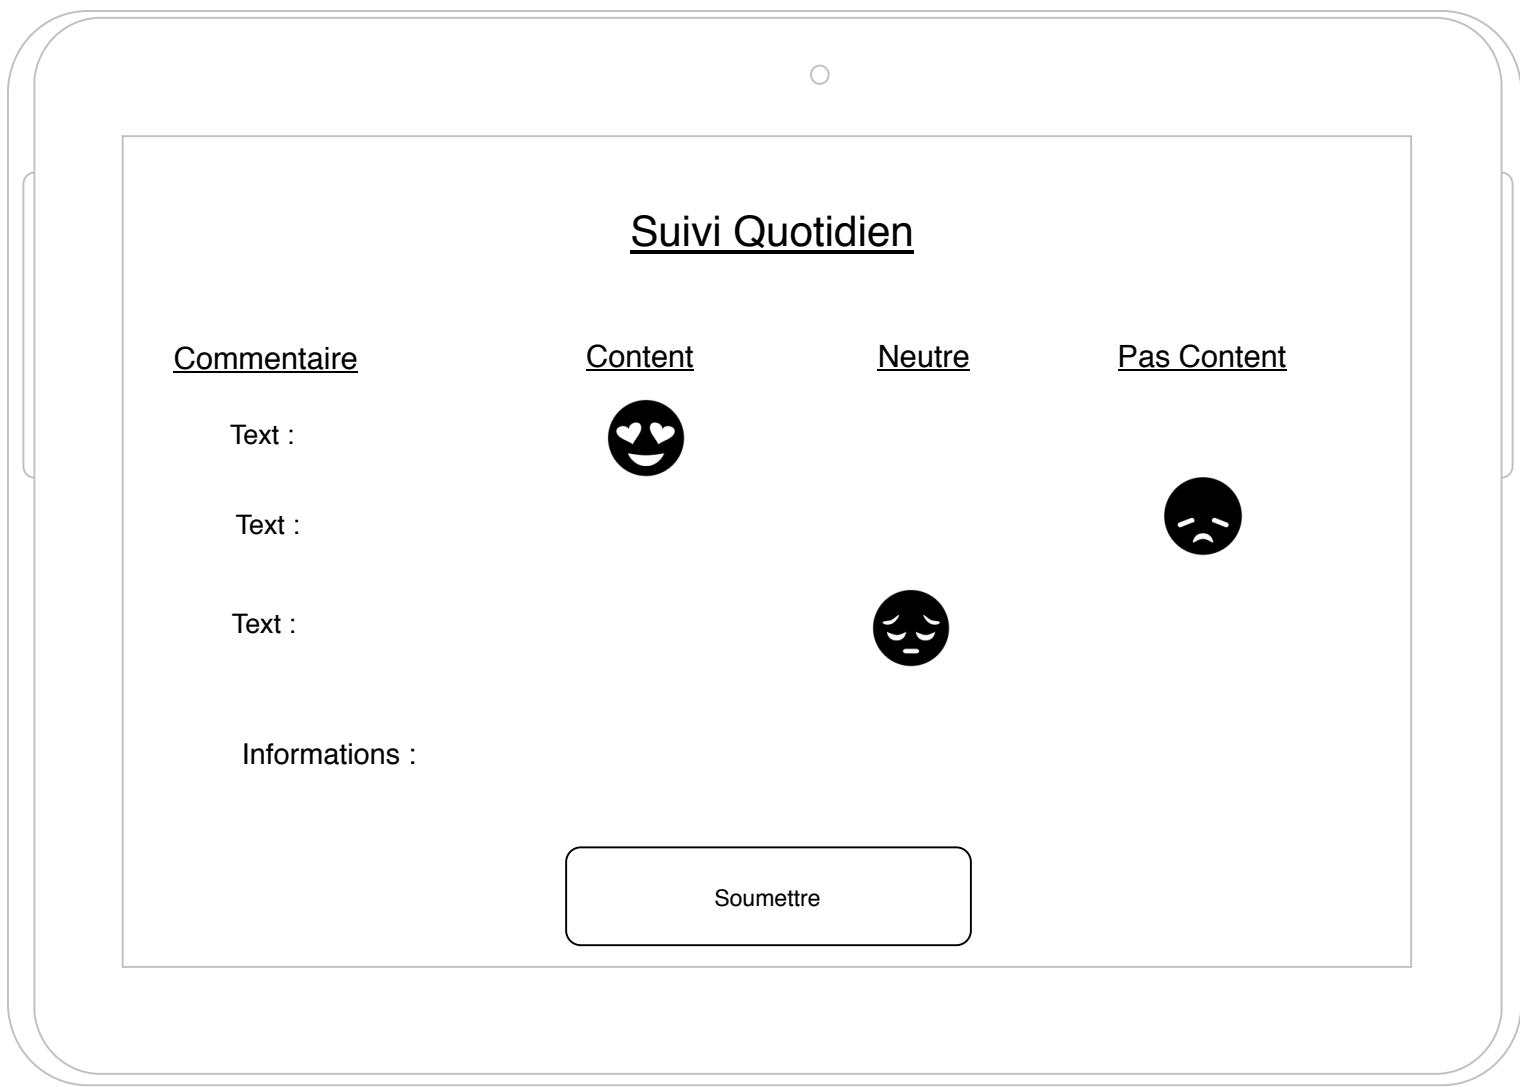 Suivi Quotidien
Commentaire Content Neutre Pas Content
Text :
Text :
Text :
Informations :
Soumettre